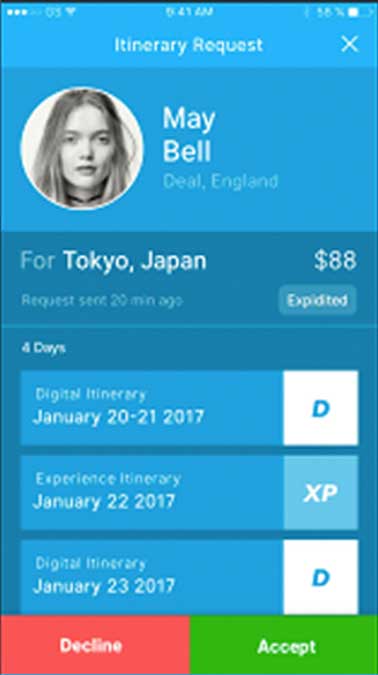 GS 9:41 AM 58 %
Itinerary Request
May
Bell
Deal, England
For Tokyo, Japan $88
Request sent 20 min ago Expidited
4 Days
Digital Itinerary
January 20-21 2017
D
Experience Itinerary
January 22 2017
XP
Digital Itinerary
January 23 2017
D
Decline Accept